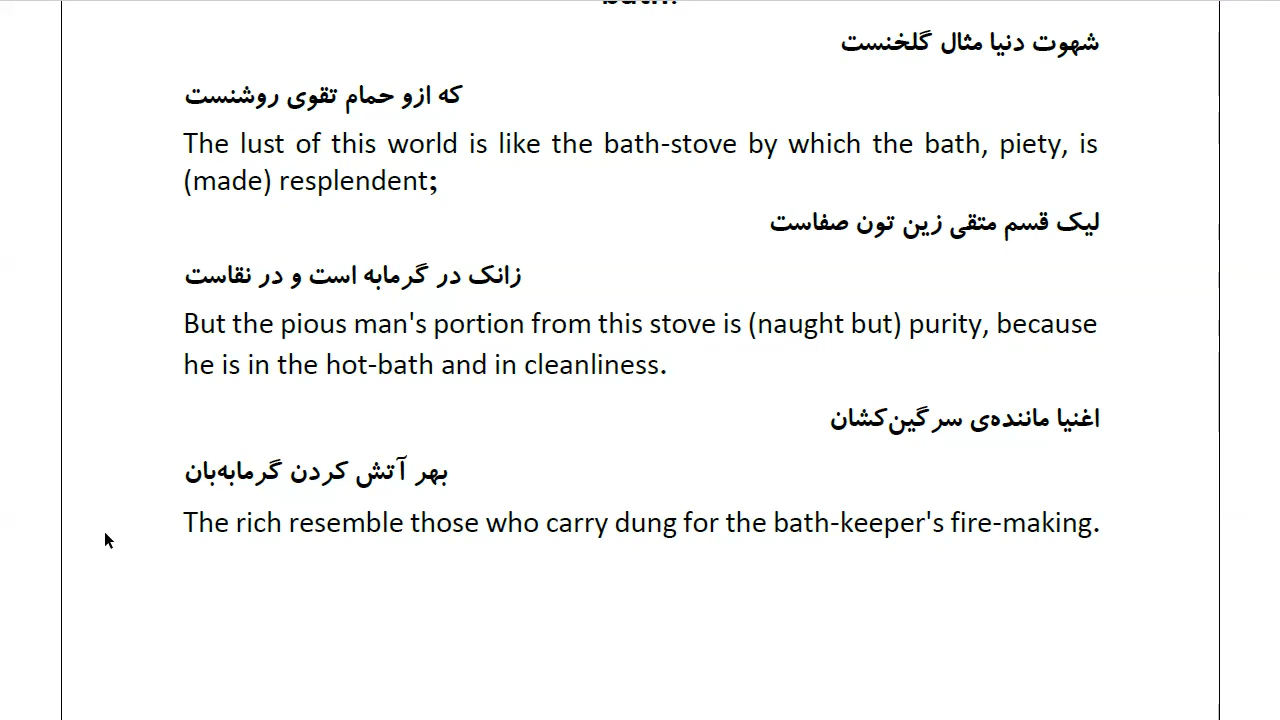 شهوت دنیا مثال گلخنست
که ازو حمام تقوی روشنست
The lust of this world is like the bath-stove by which the bath, piety, is
(made) resplendent;
لیک قسم متقی زین تون صفاست
زانک در گرمابه است و در نقاست
But the pious man's portion from this stove is (naught but) purity, because
he is in the hot-bath and in cleanliness.
اغنیا ماننده‌ی سرگین‌کشان
بهر آتش کردن گرمابه‌بان
The rich resemble those who carry dung for the bath-keeper's fire-making.